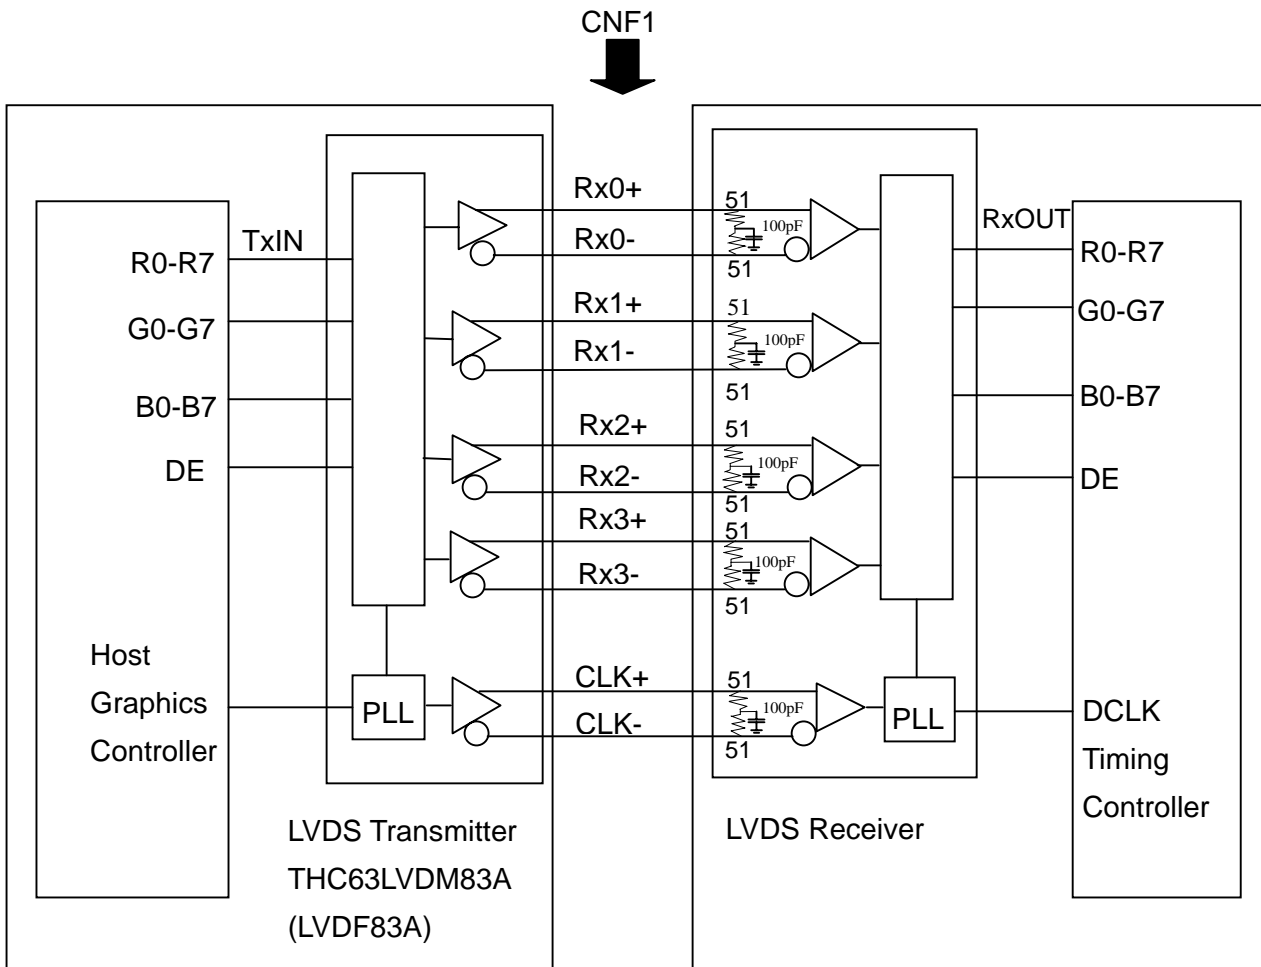 CNF1
Rx0+
51
100pF
TxIN
Rx0-
RxOUT
R0-R7
51
R0-R7
Rx1+
51
G0-G7
G0-G7
Rx1-
100pF
51
B0-B7
B0-B7
Rx2+
51
100pF
DE
Rx2-
DE
51
Rx3+
51
100pF
Rx3-
51
Host
Graphics
Controller
CLK+
51
PLL
100pF
PLL
CLK-
51
DCLK
Timing
Controller
LVDS Transmitter
THC63LVDM83A
(LVDF83A)
LVDS Receiver